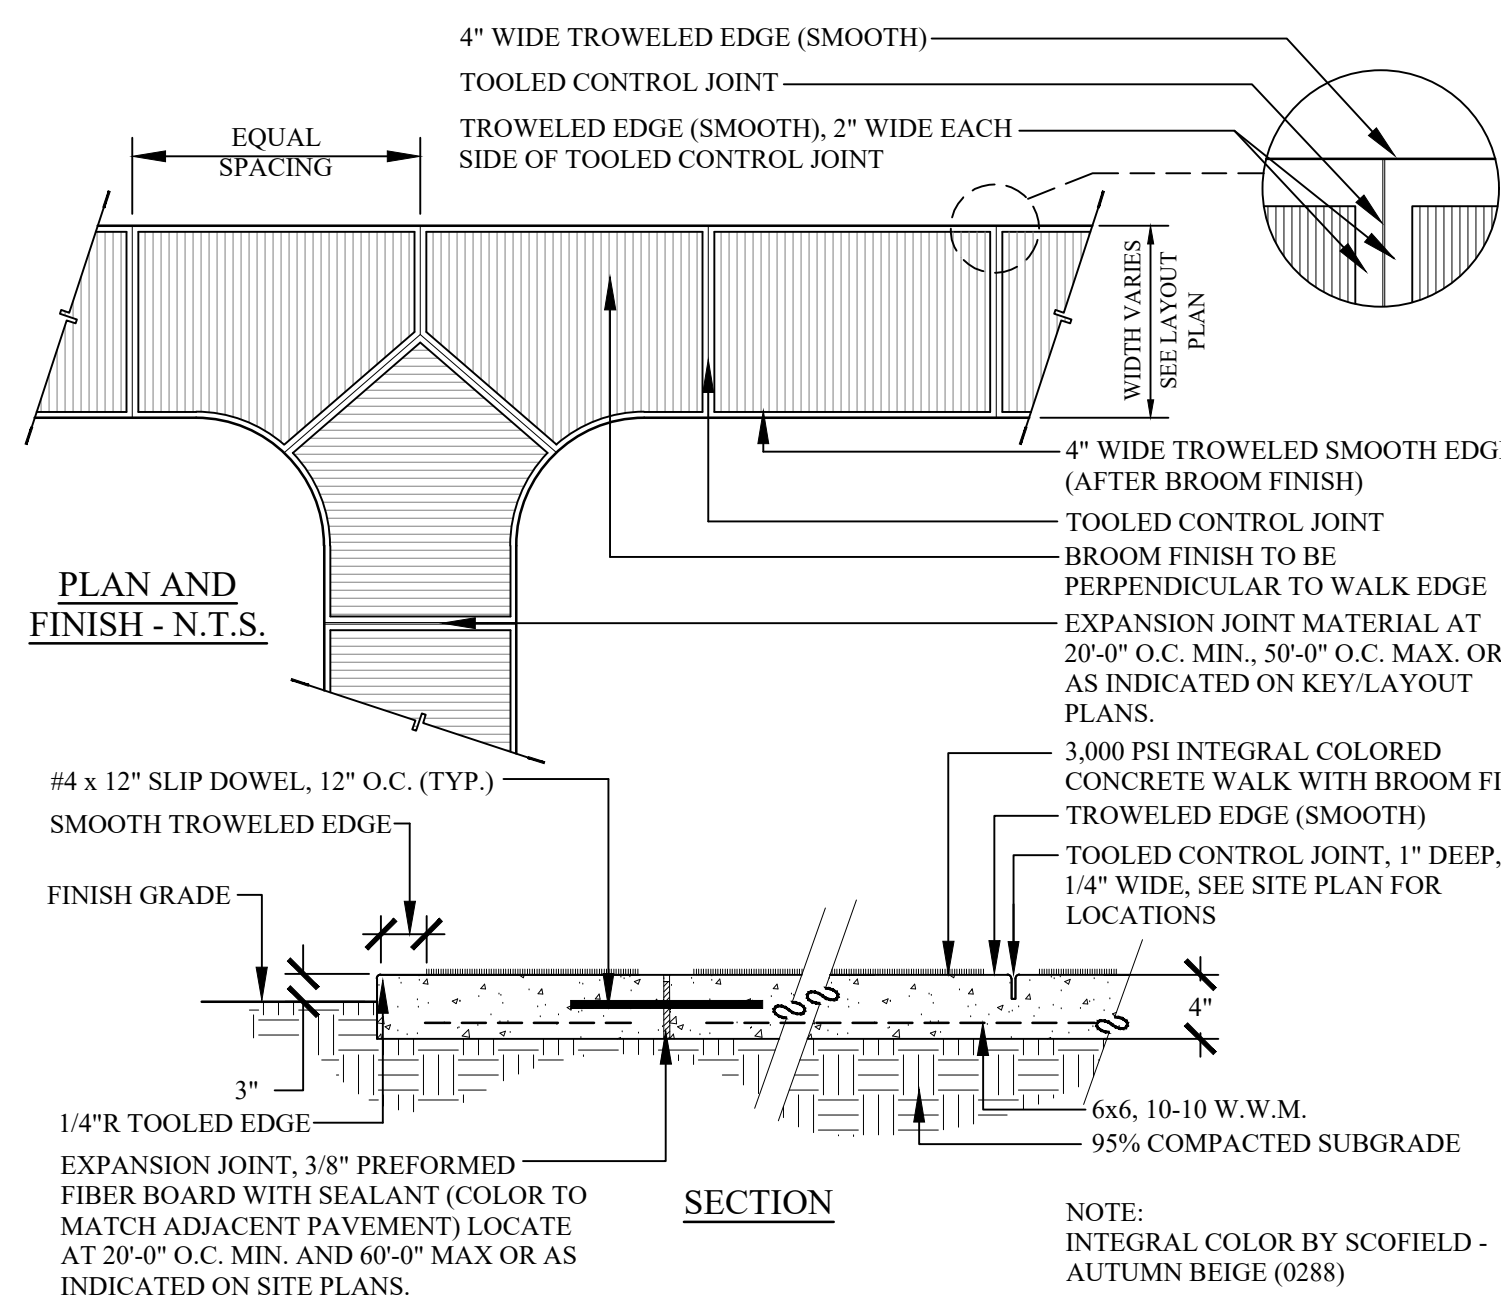 4" WIDE TROWELED EDGE (SMOOTH)
TOOLED CONTROL JOINT
TROWELED EDGE (SMOOTH), 2" WIDE EACH
SIDE OF TOOLED CONTROL JOINT
EQUAL
SPACING
WIDTH VARIES
SEE LAYOUT
PLAN
4" WIDE TROWELED SMOOTH EDG
(AFTER BROOM FINISH)
TOOLED CONTROL JOINT
BROOM FINISH TO BE
PERPENDICULAR TO WALK EDGE
EXPANSION JOINT MATERIAL AT
20'-0" O.C. MIN., 50'-0" O.C. MAX. OR
AS INDICATED ON KEY/LAYOUT
PLANS.
PLAN AND
FINISH - N.T.S.
3,000 PSI INTEGRAL COLORED
CONCRETE WALK WITH BROOM FI
TROWELED EDGE (SMOOTH)
TOOLED CONTROL JOINT, 1" DEEP,
1/4" WIDE, SEE SITE PLAN FOR
LOCATIONS
#4 x 12" SLIP DOWEL, 12" O.C. (TYP.)
SMOOTH TROWELED EDGE
FINISH GRADE
4"
3"
1/4"R TOOLED EDGE
EXPANSION JOINT, 3/8" PREFORMED
FIBER BOARD WITH SEALANT (COLOR TO
MATCH ADJACENT PAVEMENT) LOCATE
AT 20'-0" O.C. MIN. AND 60'-0" MAX OR AS
INDICATED ON SITE PLANS.
6x6, 10-10 W.W.M.
95% COMPACTED SUBGRADE
SECTION
NOTE:
INTEGRAL COLOR BY SCOFIELD -
AUTUMN BEIGE (0288)